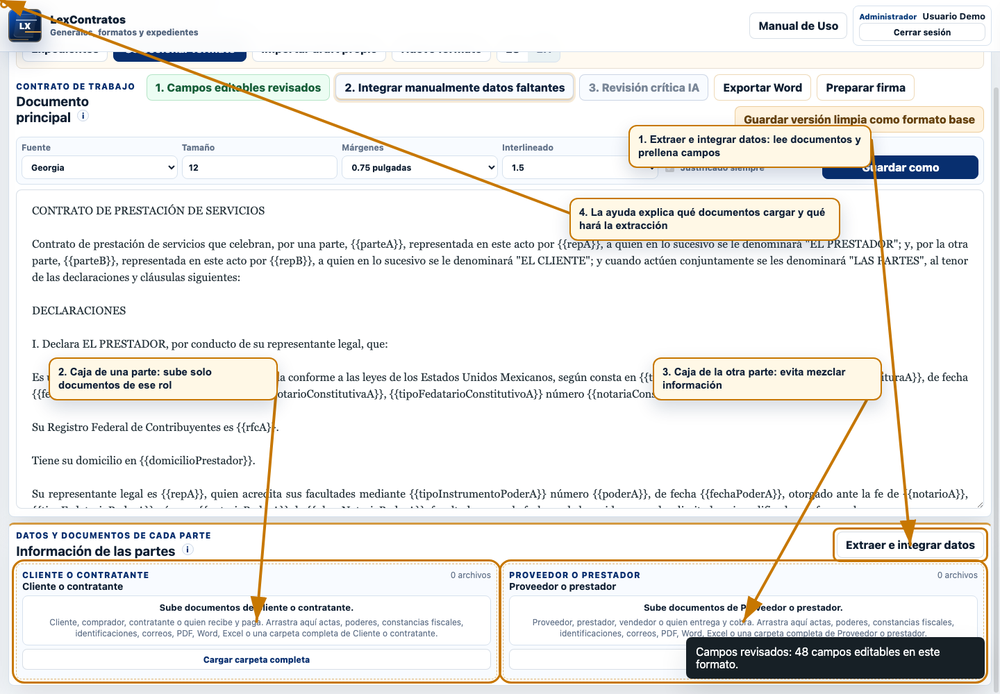 LX
LexContratos
Generales, formatos y expedientes
Manual de Uso
Administrador Usuario Demo
Cerrar sesión
CONTRATO DE TRABAJO
Documento
principal i
1. Campos editables revisados
2. Integrar manualmente datos faltantes
3. Revisión crítica IA
Exportar Word
Preparar firma
Guardar versión limpia como formato base
1. Extraer e integrar datos: lee documentos y
prellena campos
Fuente
Georgia
Tamaño
12
Márgenes
0.75 pulgadas
Interlineado
1.5
Justificado siempre
Guardar como
4. La ayuda explica qué documentos cargar y qué
hará la extracción
CONTRATO DE PRESTACIÓN DE SERVICIOS
Contrato de prestación de servicios que celebran, por una parte, {{parteA}}, representada en este acto por {{repA}}, a quien en lo sucesivo se le denominará "EL PRESTADOR"; y, por la otra
parte, {{parteB}}, representada en este acto por {{repB}}, a quien en lo sucesivo se le denominará "EL CLIENTE"; y cuando actúen conjuntamente se les denominará "LAS PARTES", al tenor
de las declaraciones y cláusulas siguientes:
DECLARACIONES
I. Declara EL PRESTADOR, por conducto de su representante legal, que:
2. Caja de una parte: sube solo
documentos de ese rol
3. Caja de la otra parte: evita mezclar
información
Es conforme a las leyes de los Estados Unidos Mexicanos, según consta en de fecha
{{tipoFedatarioConstitutivoA}} número
Su Registro Federal de Contribuyentes es {{rfcA}}.
Tiene su domicilio en {{domicilioPrestador}}.
Su representante legal es {{repA}}, quien acredita sus facultades mediante {{tipoInstrumentoPoderA}} número {{poderA}}, de fecha {{fechaPoderA}}, otorgado ante la fe de {{notarioA}},
DATOS Y DOCUMENTOS DE CADA PARTE
Información de las partes i
Extraer e integrar datos
CLIENTE O CONTRATANTE
0 archivos
Cliente o contratante
Sube documentos de Cliente o contratante.
Cliente, comprador, contratante o quien recibe y paga. Arrastra aquí actas, poderes, constancias fiscales,
identificaciones, correos, PDF, Word, Excel o una carpeta completa de Cliente o contratante.
Cargar carpeta completa
PROVEEDOR O PRESTADOR
0 archivos
Proveedor o prestador
Sube documentos de Proveedor o prestador.
Proveedor, prestador, vendedor o quien entrega y cobra. Arrastra aquí actas, poderes, constancias fiscales,
identificaciones, correos, PDF, Word, Excel o una carpeta completa de Proveedor o prestador.
Campos revisados: 48 campos editables en este
formato.